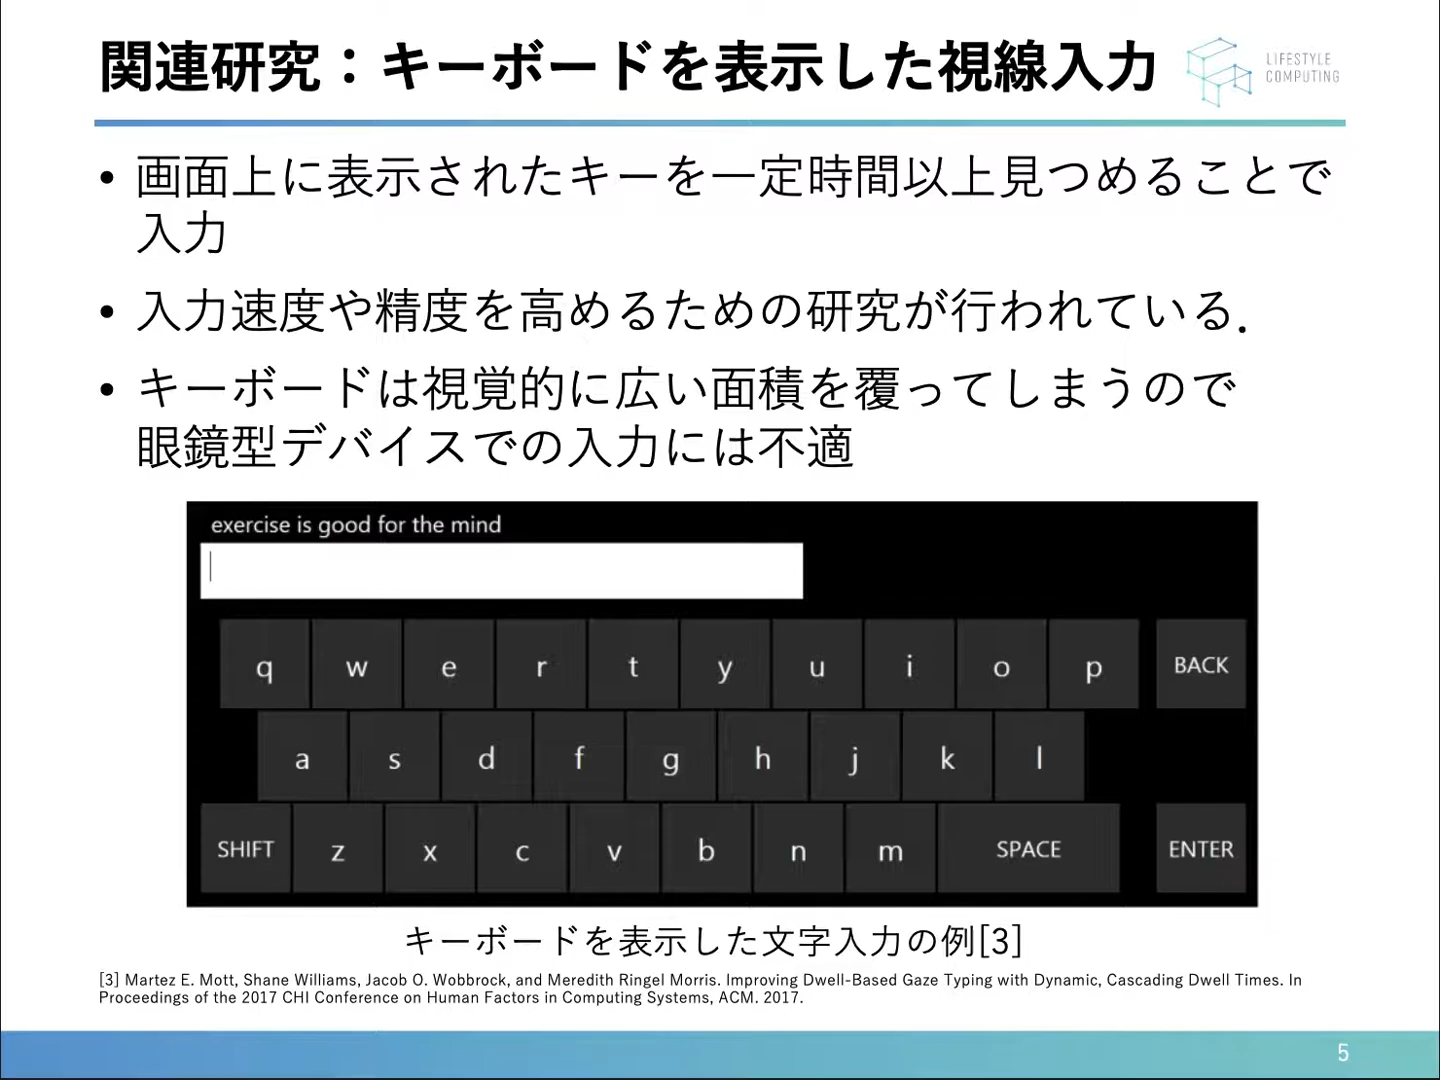 関連研究：キーボードを表示した視線入力
LIFESTYLE
COMPUTING
• 画面上に表示されたキーを一定時間以上見つめることで
入力
• 入力速度や精度を高めるための研究が行われている．
• キーボードは視覚的に広い面積を覆ってしまうので
眼鏡型デバイスでの入力には不適
exercise is good for the mind
q w e r t y u i o p BACK
a s d f g h j k l
SHIFT z x c v b n m SPACE ENTER
キーボードを表示した文字入力の例[3]
[3] Martez E. Mott, Shane Williams, Jacob O. Wobbrock, and Meredith Ringel Morris. Improving Dwell-Based Gaze Typing with Dynamic, Cascading Dwell Times. In
Proceedings of the 2017 CHI Conference on Human Factors in Computing Systems, ACM. 2017.
5